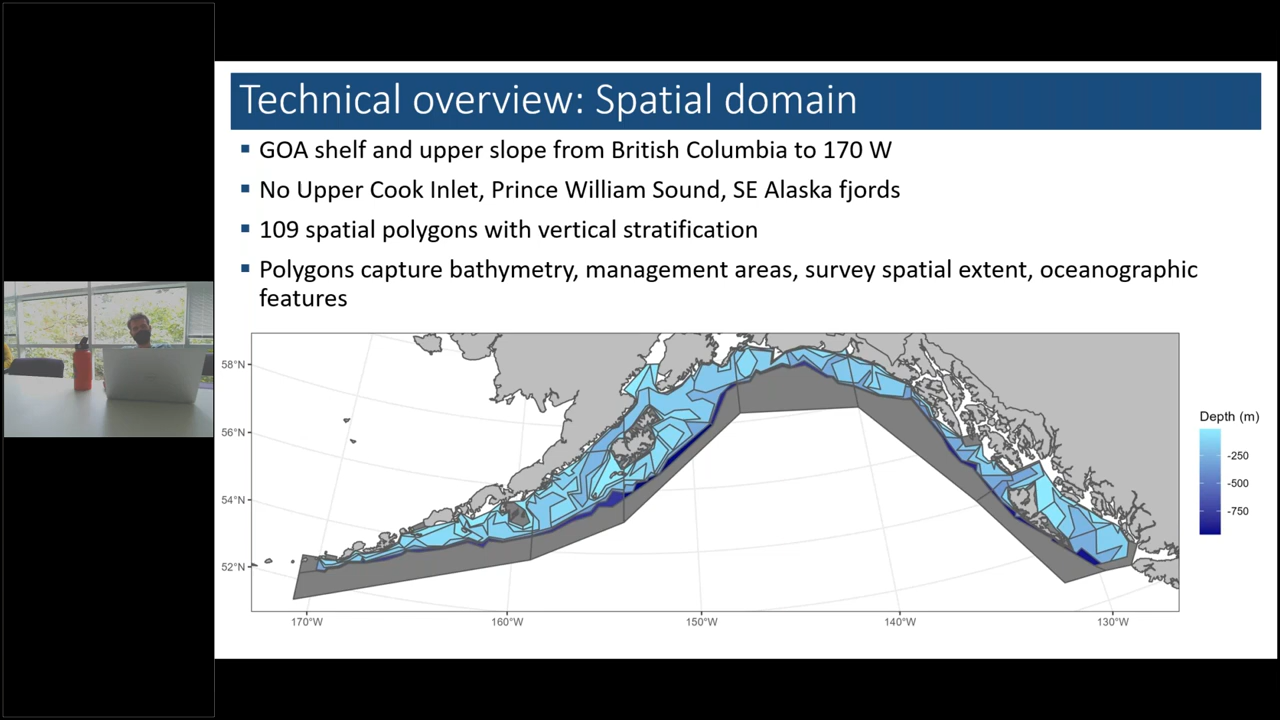 Technical overview: Spatial domain
GOA shelf and upper slope from British Columbia to 170 W
No Upper Cook Inlet, Prince William Sound, SE Alaska fjords
109 spatial polygons with vertical stratification
Polygons capture bathymetry, management areas, survey spatial extent, oceanographic
features
58°N
56°N
54°N
52°N
170°W
160°W
150°W
140°W
130°W
Depth (m)
-250
-500
-750